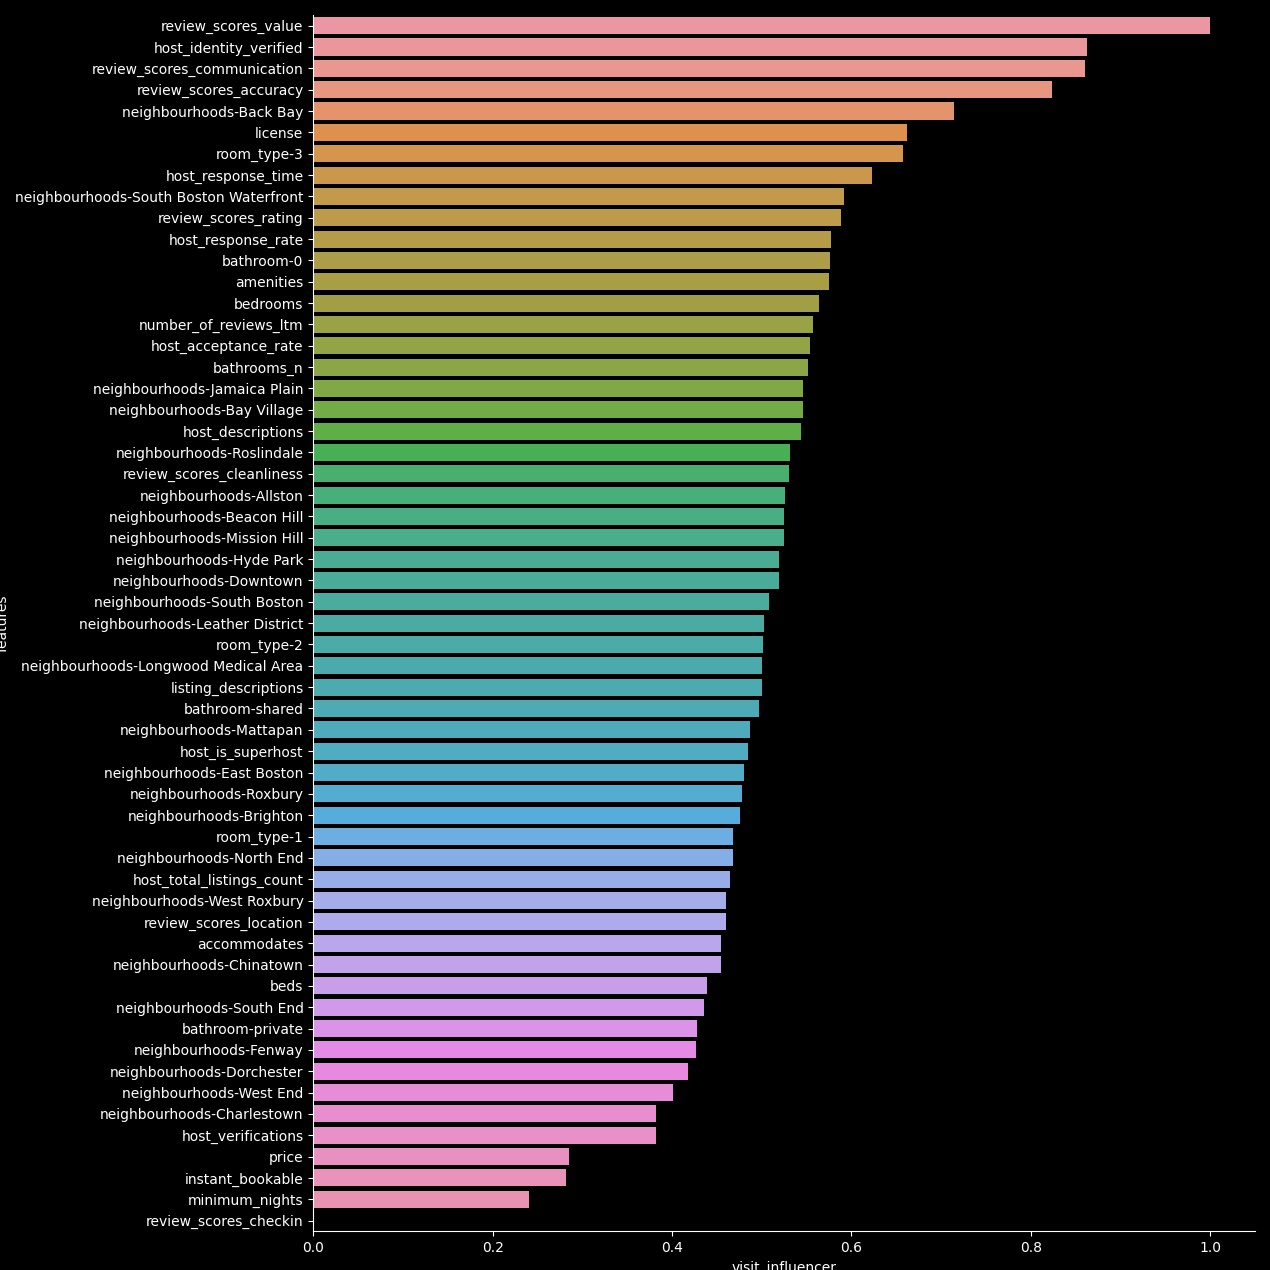 review_scores_value
host_identity_verified
review_scores_communication
review_scores_accuracy
neighbourhoods-Back Bay
license
room_type-3
host_response_time
neighbourhoods-South Boston Waterfront
review_scores_rating
host_response_rate
bathroom-0
amenities
bedrooms
number_of_reviews_ltm
host_acceptance_rate
bathrooms_n
neighbourhoods-Jamaica Plain
neighbourhoods-Bay Village
host_descriptions
neighbourhoods-Roslindale
review_scores_cleanliness
neighbourhoods-Allston
neighbourhoods-Beacon Hill
neighbourhoods-Mission Hill
neighbourhoods-Hyde Park
neighbourhoods-Downtown
neighbourhoods-South Boston
neighbourhoods-Leather District
room_type-2
neighbourhoods-Longwood Medical Area
listing_descriptions
bathroom-shared
neighbourhoods-Mattapan
host_is_superhost
neighbourhoods-East Boston
neighbourhoods-Roxbury
neighbourhoods-Brighton
room_type-1
neighbourhoods-North End
host_total_listings_count
neighbourhoods-West Roxbury
review_scores_location
accommodates
neighbourhoods-Chinatown
beds
neighbourhoods-South End
bathroom-private
neighbourhoods-Fenway
neighbourhoods-Dorchester
neighbourhoods-West End
neighbourhoods-Charlestown
host_verifications
price
instant_bookable
minimum_nights
review_scores_checkin
features
0.0 0.2 0.4 0.6 0.8 1.0
visit_influencer